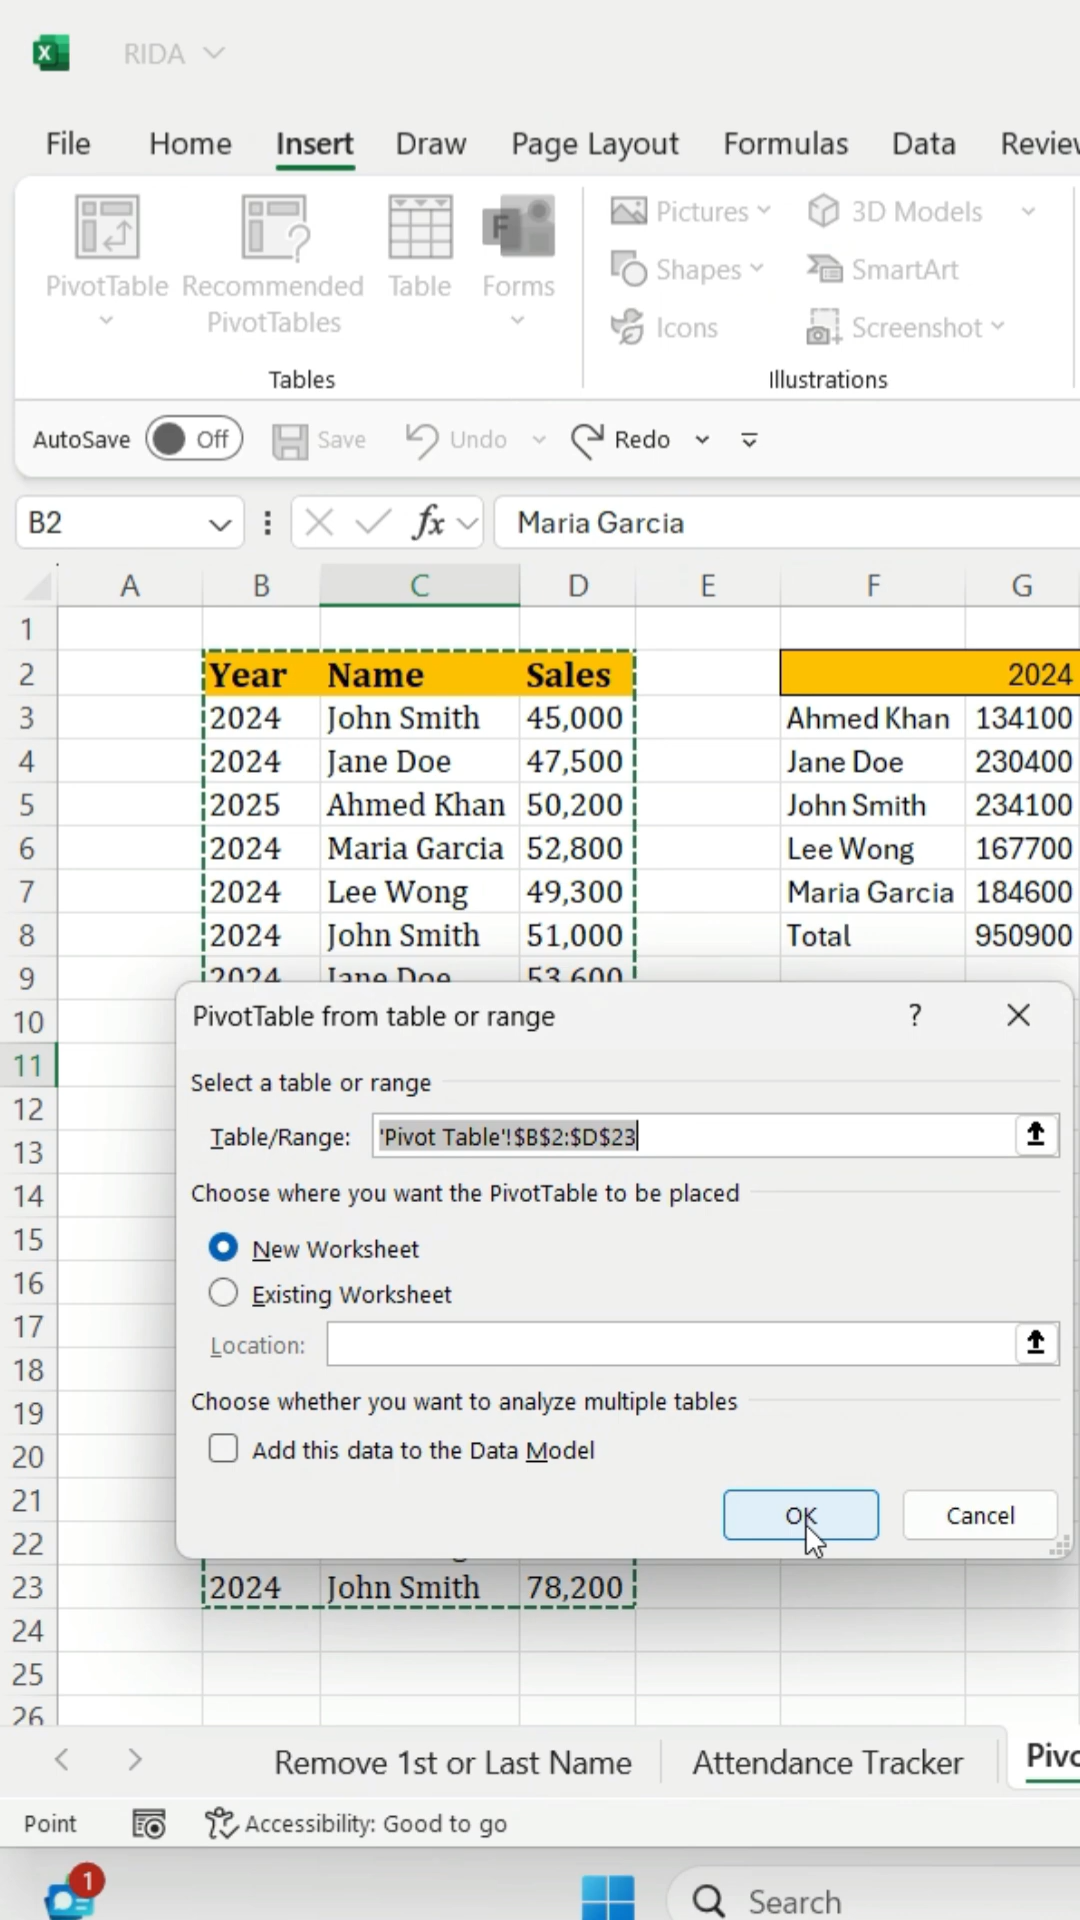 RIDA
File Home Insert Draw Page Layout Formulas Data Review
PivotTable
Recommended
PivotTables
Table
Forms
Tables
Pictures
Shapes
Icons
3D Models
SmartArt
Screenshot
Illustrations
AutoSave Off Save Undo Redo
B2 fx Maria Garcia
A B C D E F G
1
2 Year Name Sales 2024
3 2024 John Smith 45,000 Ahmed Khan 134100
4 2024 Jane Doe 47,500 Jane Doe 230400
5 2025 Ahmed Khan 50,200 John Smith 234100
6 2024 Maria Garcia 52,800 Lee Wong 167700
7 2024 Lee Wong 49,300 Maria Garcia 184600
8 2024 John Smith 51,000 Total 950900
9 2024 Jane Doe 53,600
10
11
12
13
14
15
16
17
18
19
20
21
22
23 2024 John Smith 78,200
24
25
26
PivotTable from table or range ?
Select a table or range
Table/Range: 'Pivot Table'!$B$2:$D$23
Choose where you want the PivotTable to be placed
New Worksheet
Existing Worksheet
Location:
Choose whether you want to analyze multiple tables
Add this data to the Data Model
OK Cancel
Remove 1st or Last Name Attendance Tracker Pivo
Point Accessibility: Good to go
1
Search